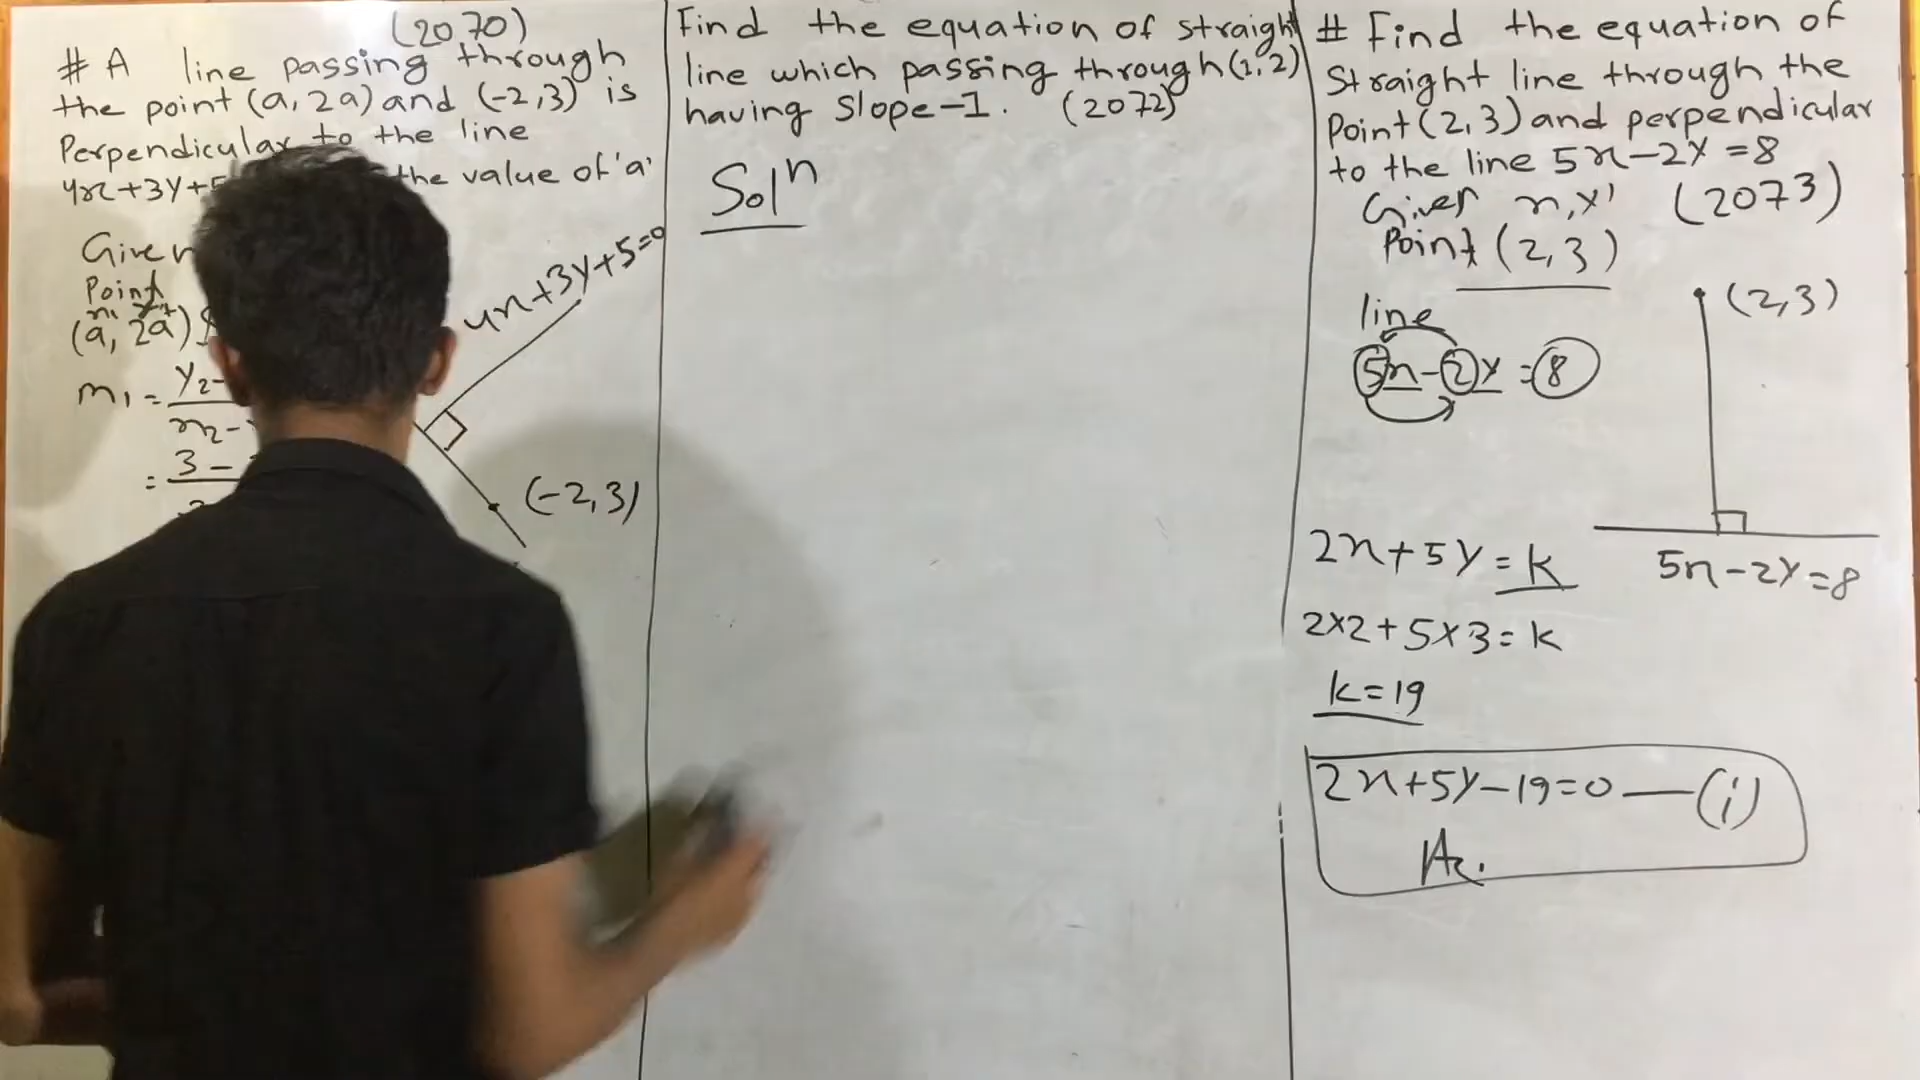 (2070)
# A line passing through
the point (a, 2a) and (-2,3) is
Perpendicular to the line
4x+3y+5 the value of 'a'
Given
Point
(a, 2a)
m₁ = y₂-
x₂-
= 3 -
4x+3y+5=0
(-2,3)
Find the equation of straight
line which passing through (1,2)
having slope-1. (2072)
Solⁿ
# Find the equation of
Straight line through the
Point (2,3) and perpendicular
to the line 5x-2y=8
Given x,y (2073)
Point (2,3)
line
5x-2y=8
(2,3)
5x-2y=8
2x+5y=k
2×2+5×3=k
k=19
2x+5y-19=0 — (i)